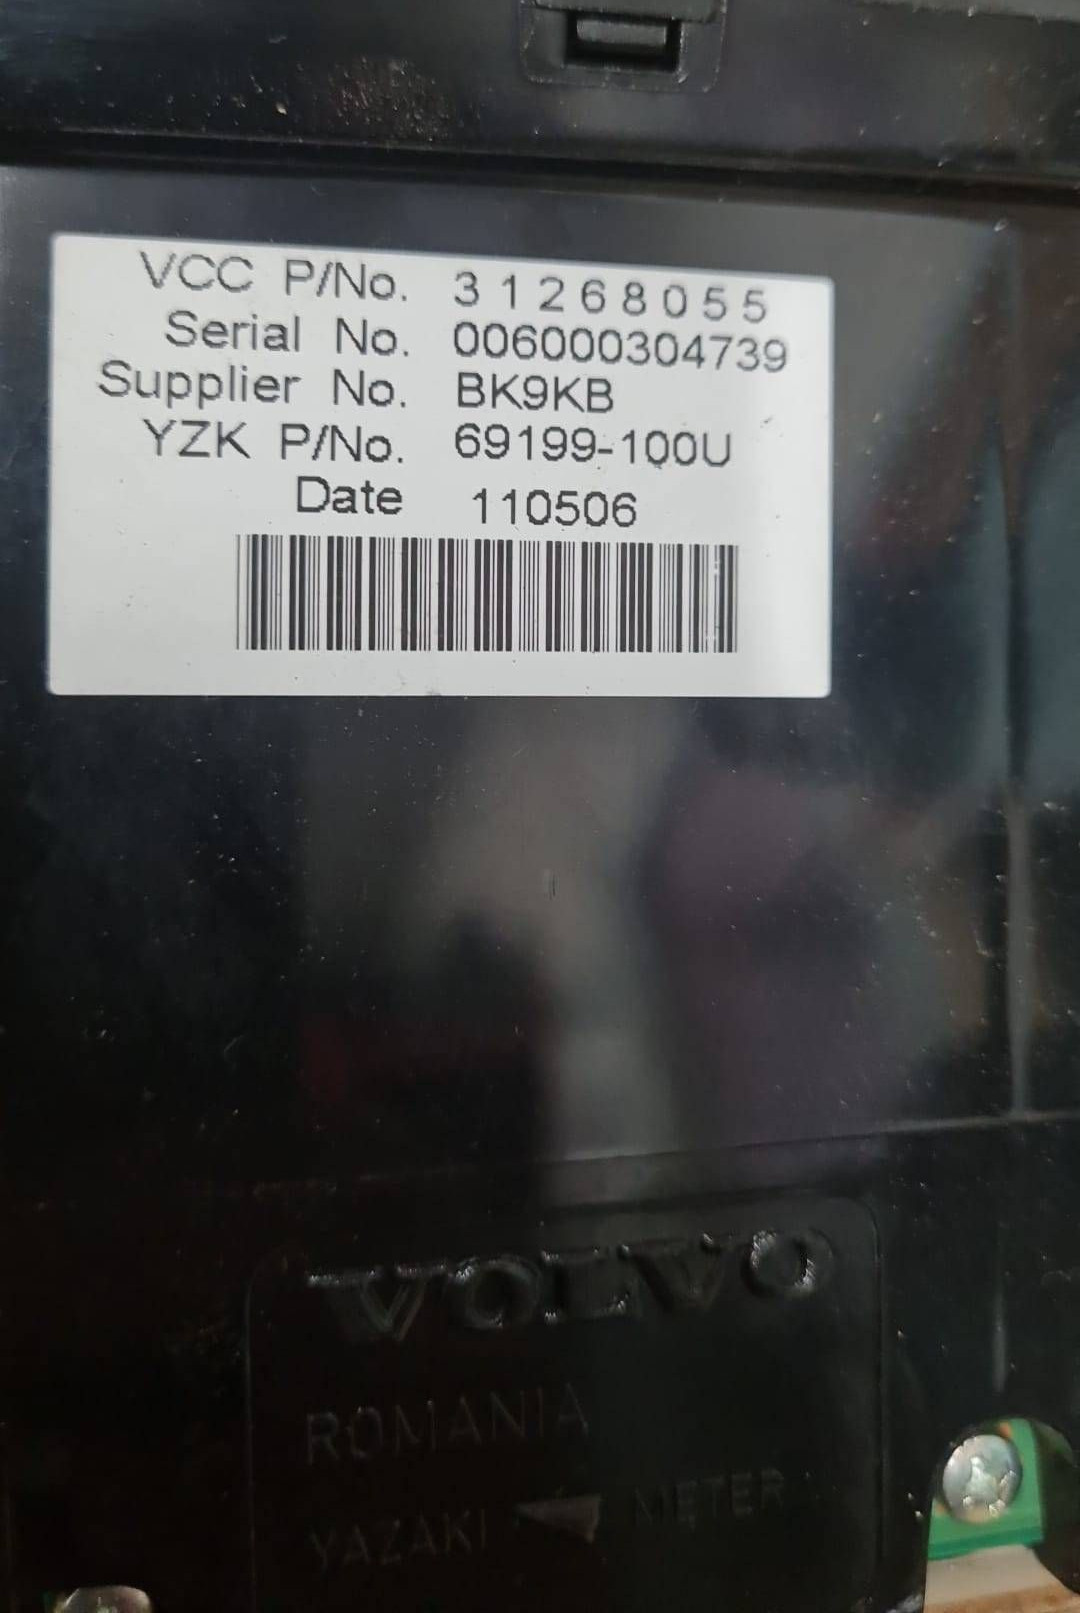 VCC P/No. 31268055
Serial No. 006000304739
Supplier No. BK9KB
YZK P/No. 69199-100U
Date 110506
VOLVO
ROMANIA
YAZAKI METER